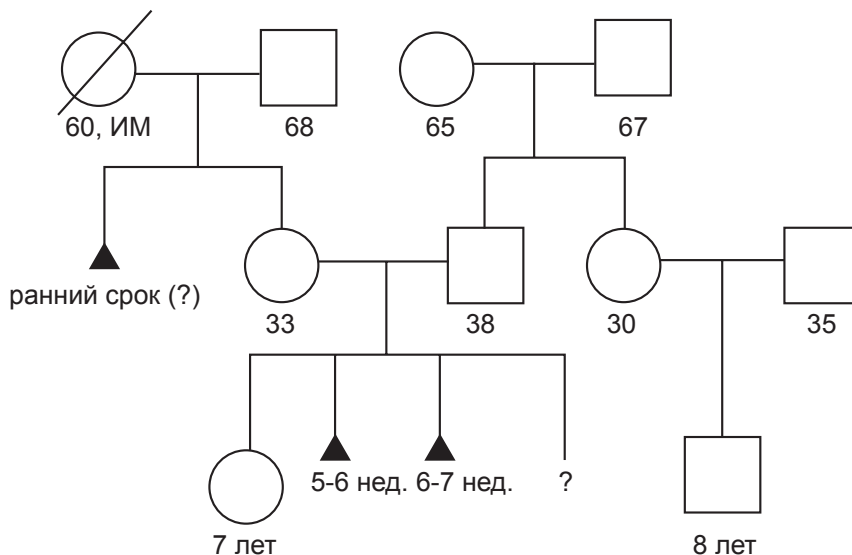 60, ИМ 68 65 67
ранний срок (?)
33 38 30 35
5-6 нед. 6-7 нед. ?
7 лет 8 лет